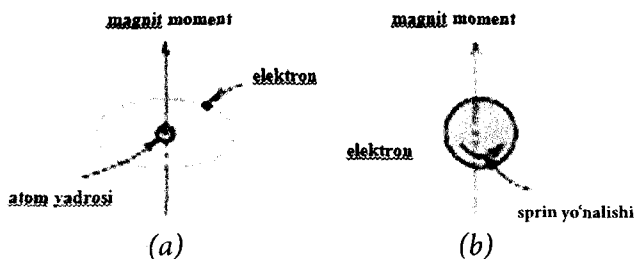 magnit moment
elektron
atom yadrosi
(a)
magnit moment
elektron
sprin yo‘nalishi
(b)